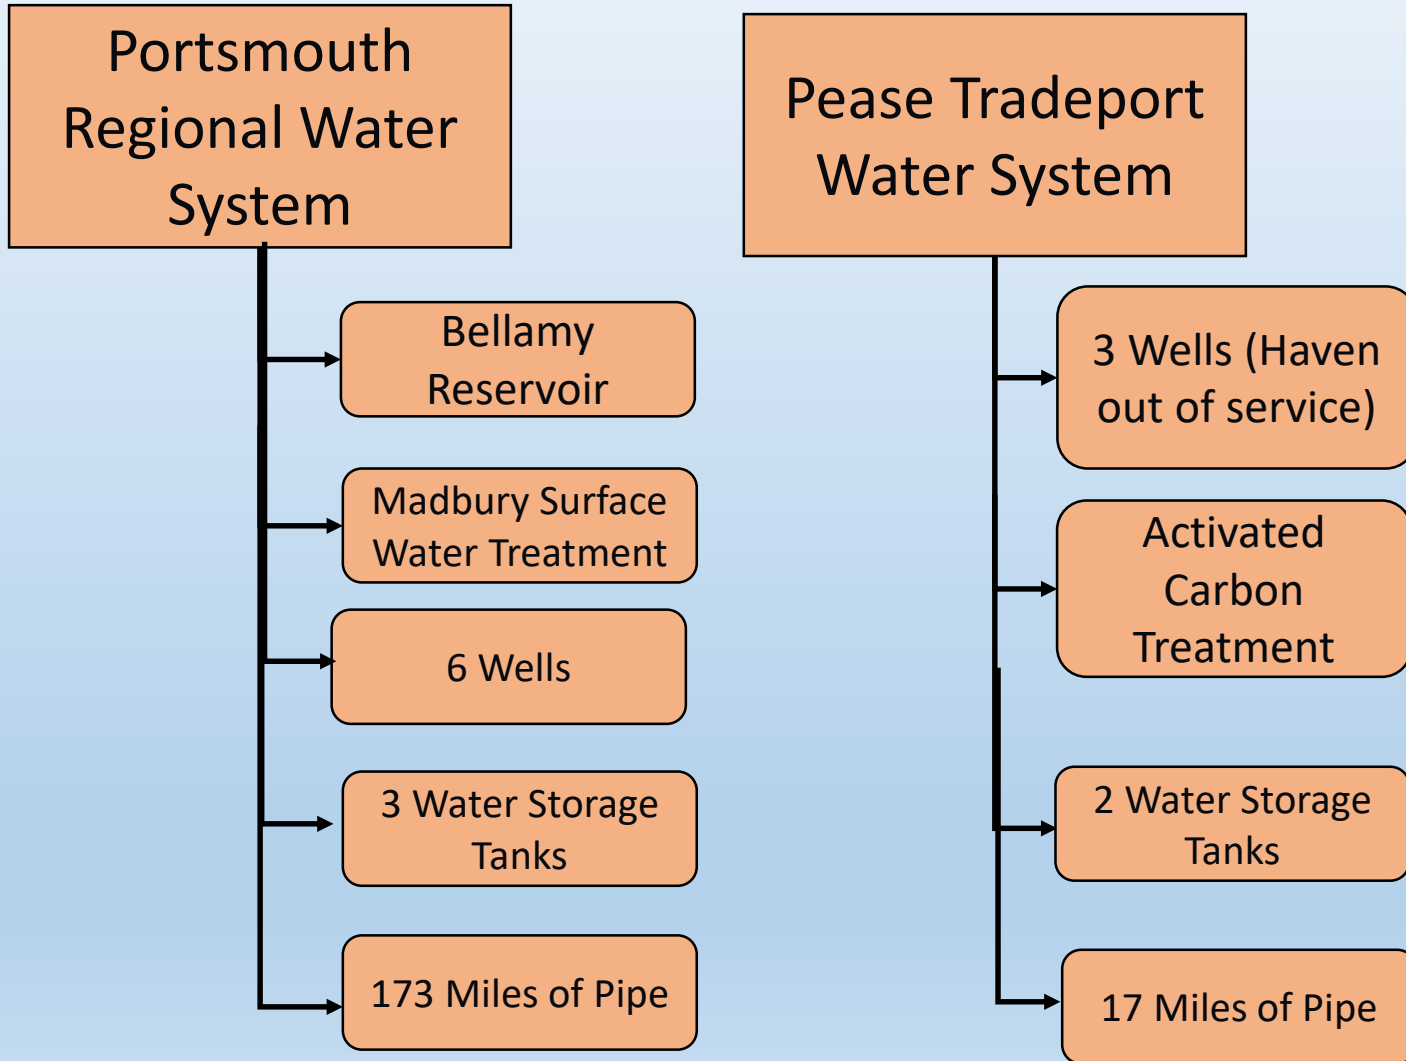 Portsmouth
Regional Water
System
Bellamy
Reservoir
Madbury Surface
Water Treatment
6 Wells
3 Water Storage
Tanks
173 Miles of Pipe
Pease Tradeport
Water System
3 Wells (Haven
out of service)
Activated
Carbon
Treatment
2 Water Storage
Tanks
17 Miles of Pipe